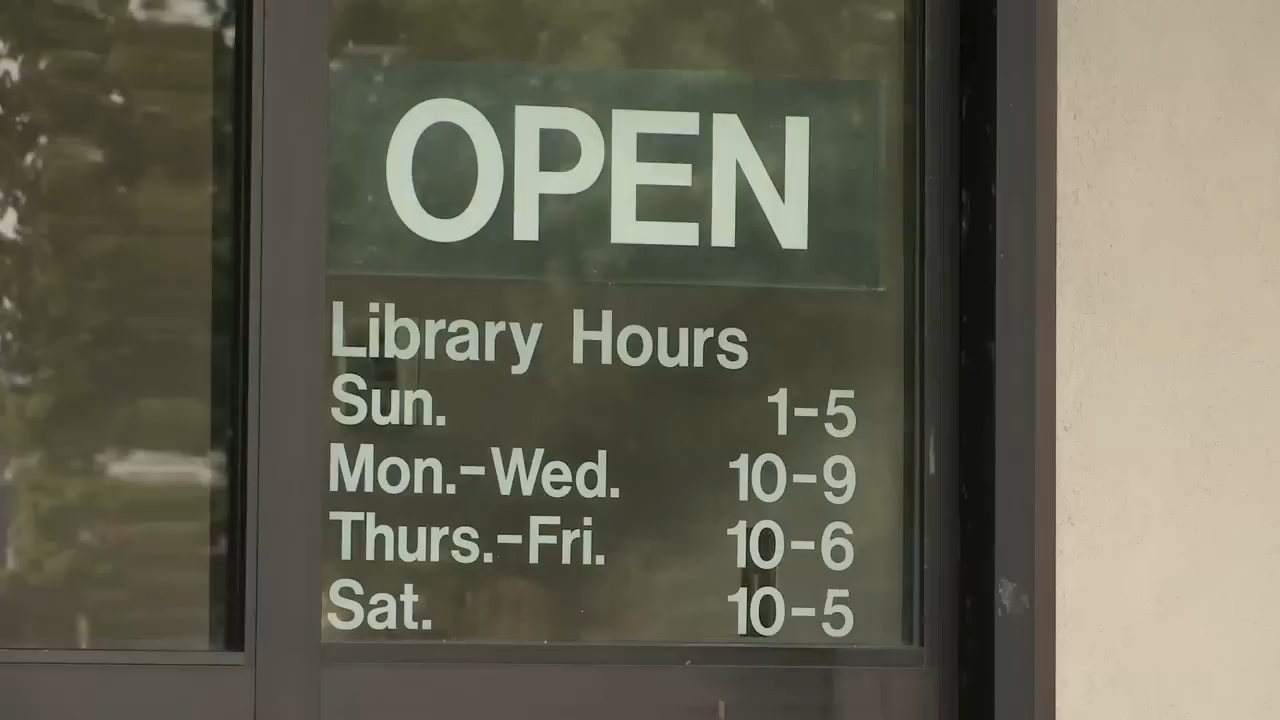 OPEN
Library Hours
Sun. 1-5
Mon.-Wed. 10-9
Thurs.-Fri. 10-6
Sat. 10-5